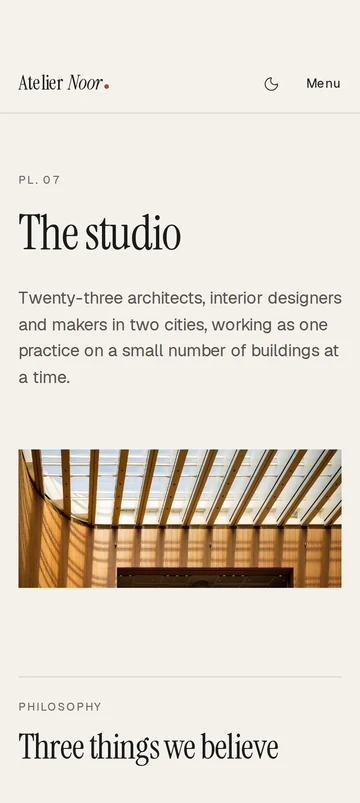 Atelier Noor.
Menu
PL. 07
The studio
Twenty-three architects, interior designers
and makers in two cities, working as one
practice on a small number of buildings at
a time.
PHILOSOPHY
Three things we believe